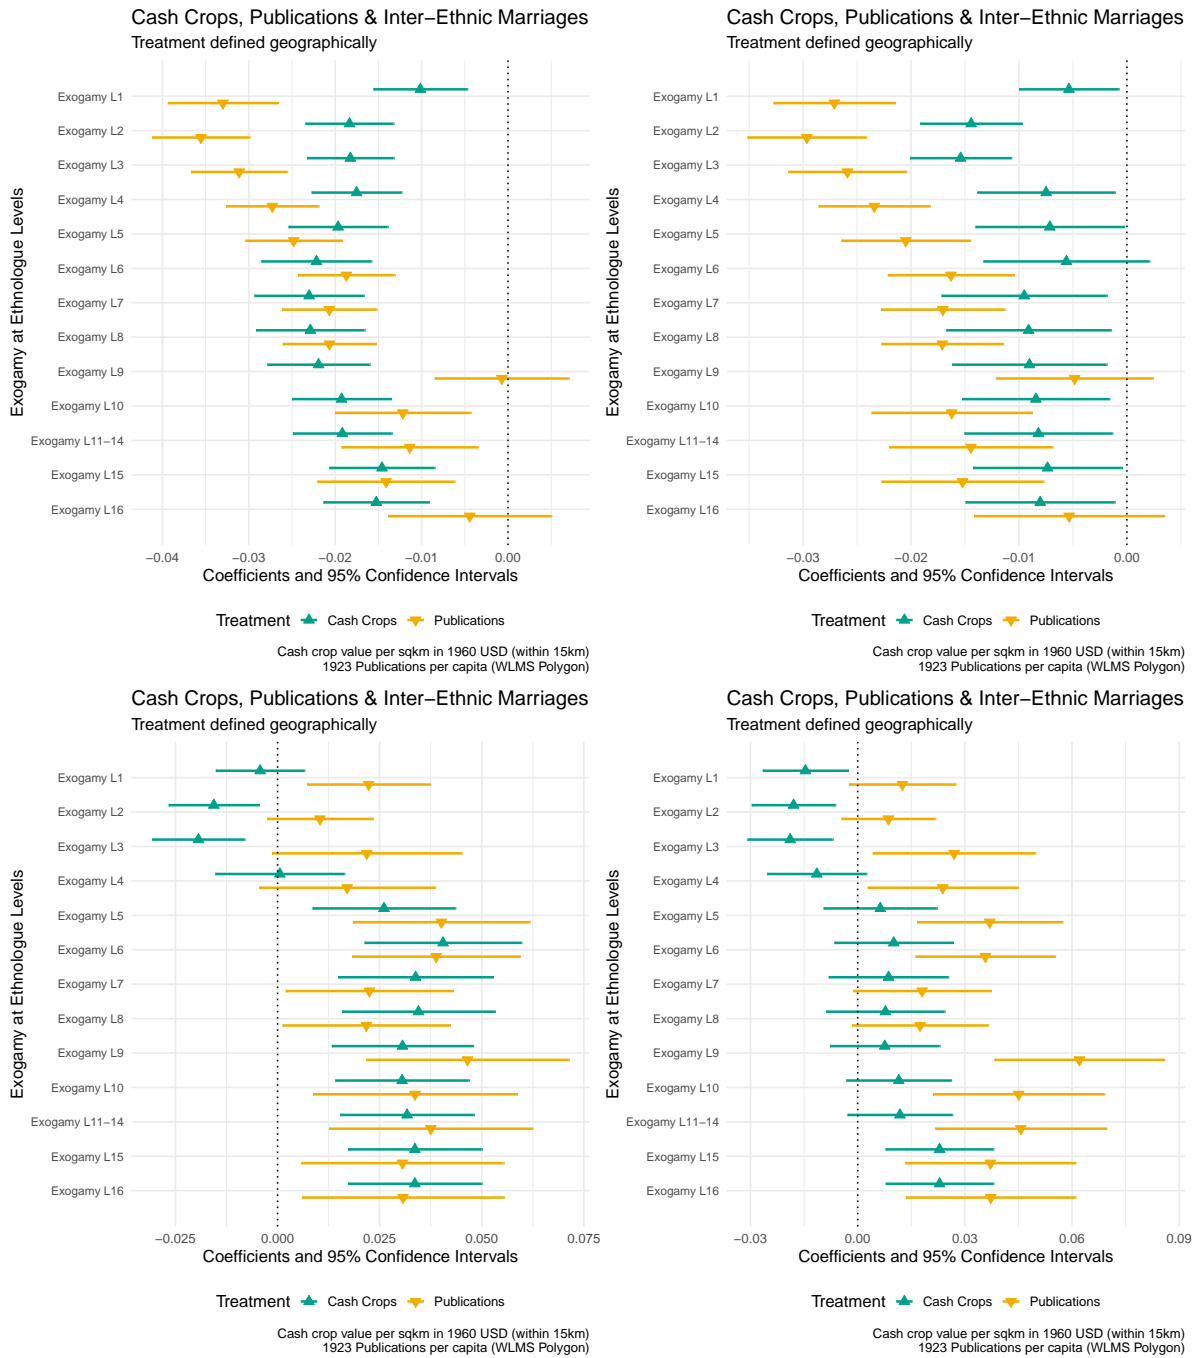 Cash Crops, Publications & Inter−Ethnic Marriages
Treatment defined geographically
Exogamy at Ethnologue Levels
Exogamy L1
Exogamy L2
Exogamy L3
Exogamy L4
Exogamy L5
Exogamy L6
Exogamy L7
Exogamy L8
Exogamy L9
Exogamy L10
Exogamy L11−14
Exogamy L15
Exogamy L16
−0.04 −0.03 −0.02 −0.01 0.00
Coefficients and 95% Confidence Intervals
Treatment Cash Crops Publications
Cash crop value per sqkm in 1960 USD (within 15km)
1923 Publications per capita (WLMS Polygon)
Cash Crops, Publications & Inter−Ethnic Marriages
Treatment defined geographically
Exogamy at Ethnologue Levels
Exogamy L1
Exogamy L2
Exogamy L3
Exogamy L4
Exogamy L5
Exogamy L6
Exogamy L7
Exogamy L8
Exogamy L9
Exogamy L10
Exogamy L11−14
Exogamy L15
Exogamy L16
−0.03 −0.02 −0.01 0.00
Coefficients and 95% Confidence Intervals
Treatment Cash Crops Publications
Cash crop value per sqkm in 1960 USD (within 15km)
1923 Publications per capita (WLMS Polygon)
Cash Crops, Publications & Inter−Ethnic Marriages
Treatment defined geographically
Exogamy at Ethnologue Levels
Exogamy L1
Exogamy L2
Exogamy L3
Exogamy L4
Exogamy L5
Exogamy L6
Exogamy L7
Exogamy L8
Exogamy L9
Exogamy L10
Exogamy L11−14
Exogamy L15
Exogamy L16
−0.025 0.000 0.025 0.050 0.075
Coefficients and 95% Confidence Intervals
Treatment Cash Crops Publications
Cash crop value per sqkm in 1960 USD (within 15km)
1923 Publications per capita (WLMS Polygon)
Cash Crops, Publications & Inter−Ethnic Marriages
Treatment defined geographically
Exogamy at Ethnologue Levels
Exogamy L1
Exogamy L2
Exogamy L3
Exogamy L4
Exogamy L5
Exogamy L6
Exogamy L7
Exogamy L8
Exogamy L9
Exogamy L10
Exogamy L11−14
Exogamy L15
Exogamy L16
−0.03 0.00 0.03 0.06 0.09
Coefficients and 95% Confidence Intervals
Treatment Cash Crops Publications
Cash crop value per sqkm in 1960 USD (within 15km)
1923 Publications per capita (WLMS Polygon)